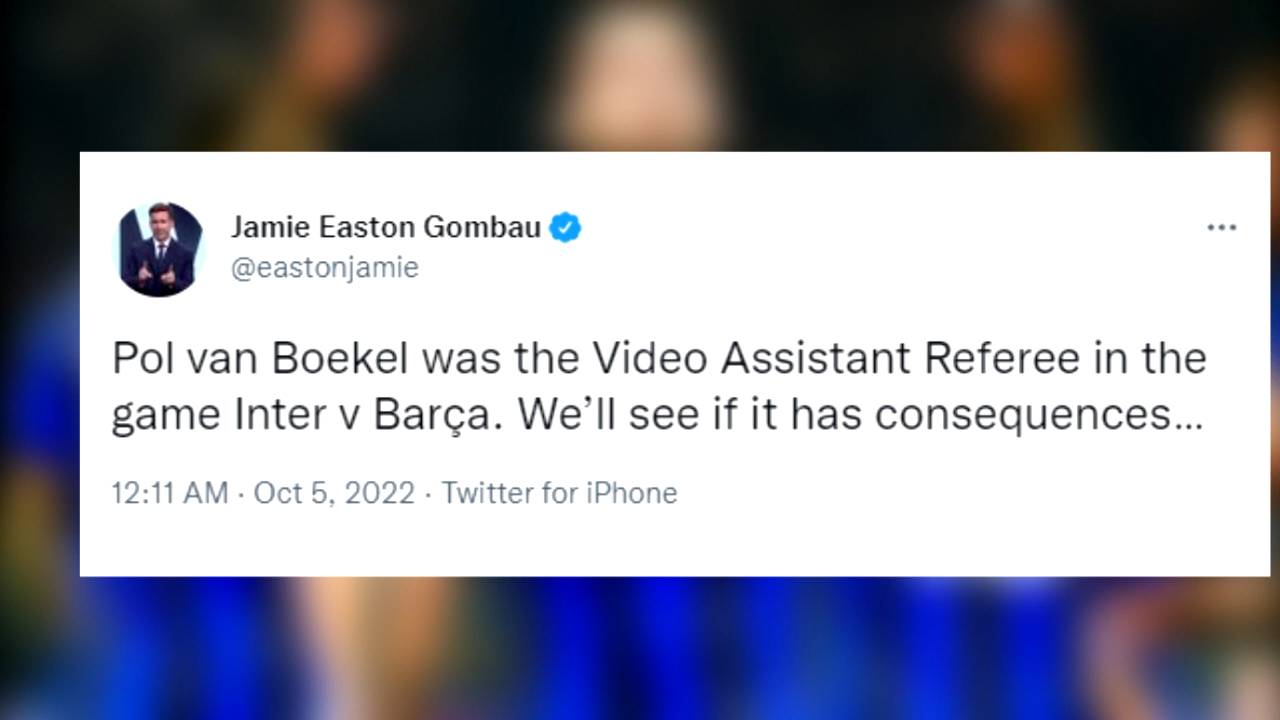 Jamie Easton Gombau
@eastonjamie
Pol van Boekel was the Video Assistant Referee in the
game Inter v Barça. We’ll see if it has consequences...
12:11 AM · Oct 5, 2022 · Twitter for iPhone